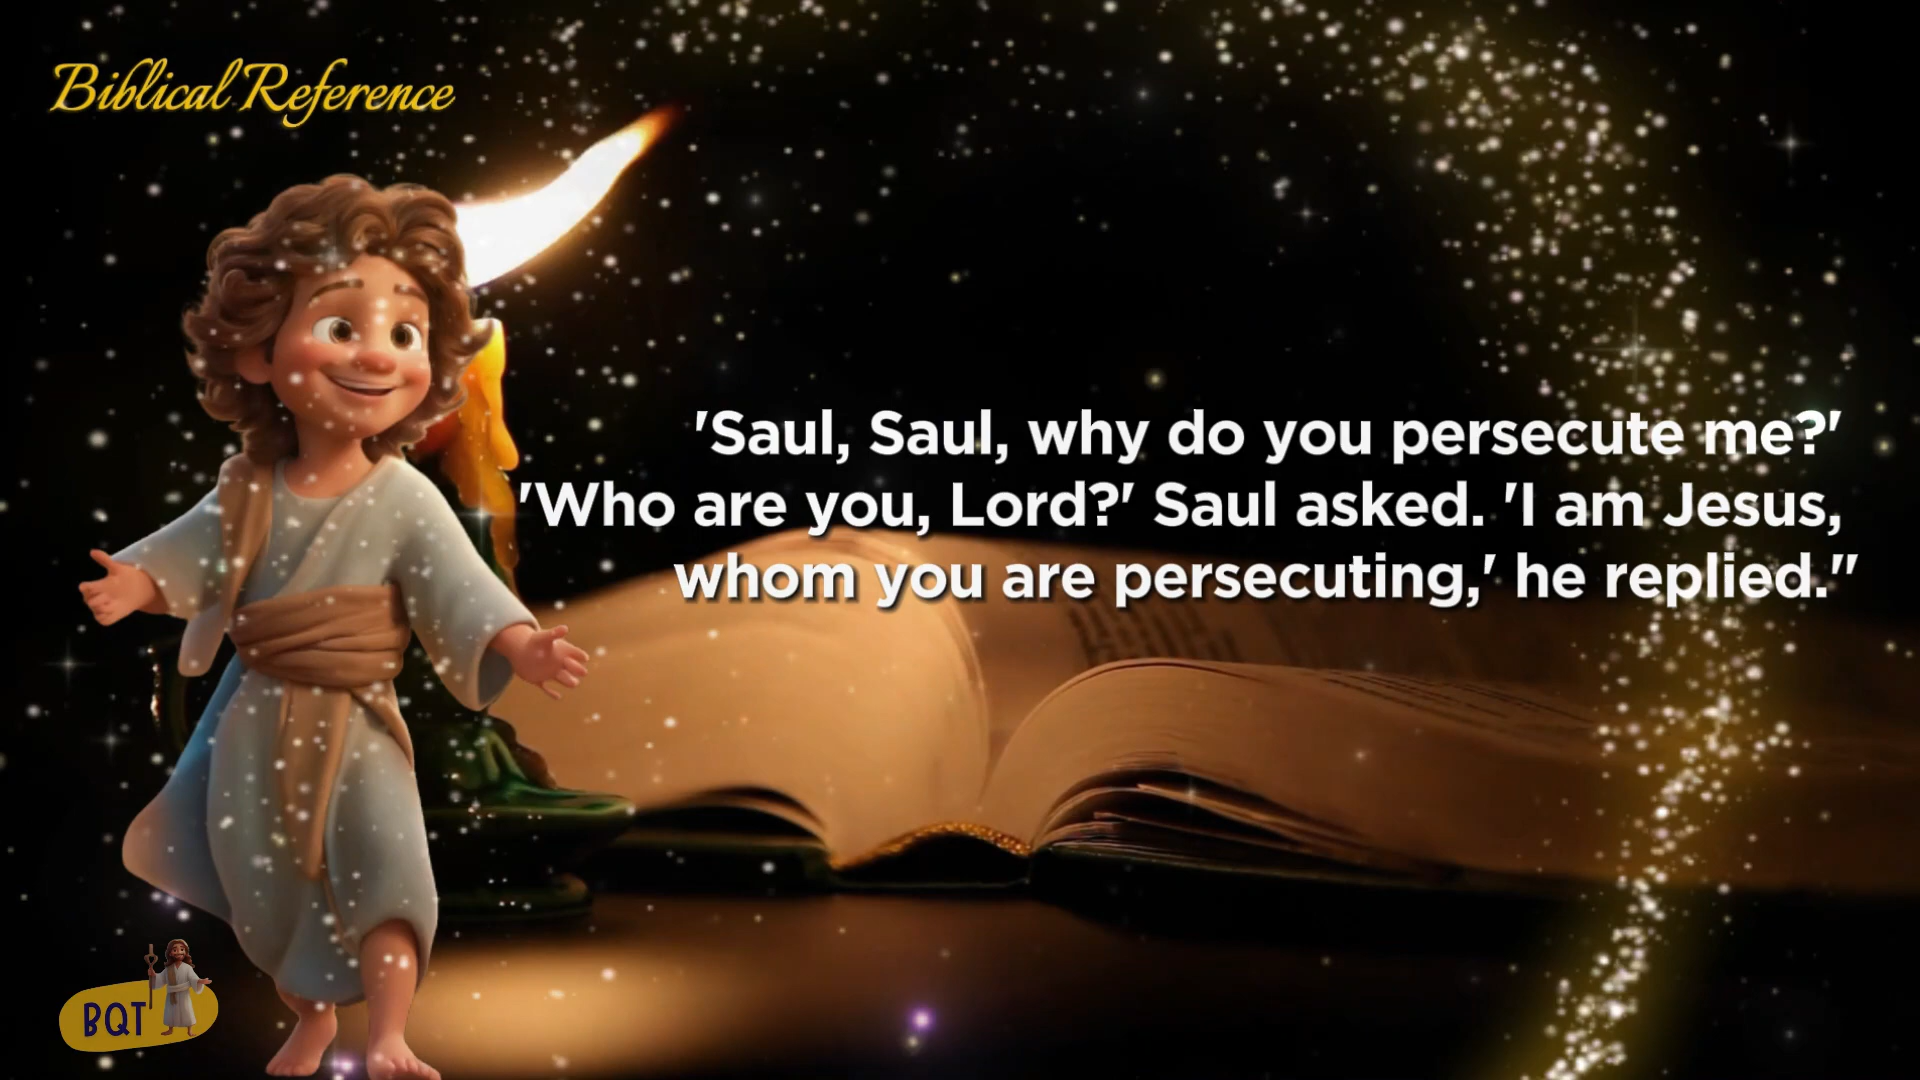 Biblical Reference
'Saul, Saul, why do you persecute me?'
'Who are you, Lord?' Saul asked. 'I am Jesus,
whom you are persecuting,' he replied."
BQT